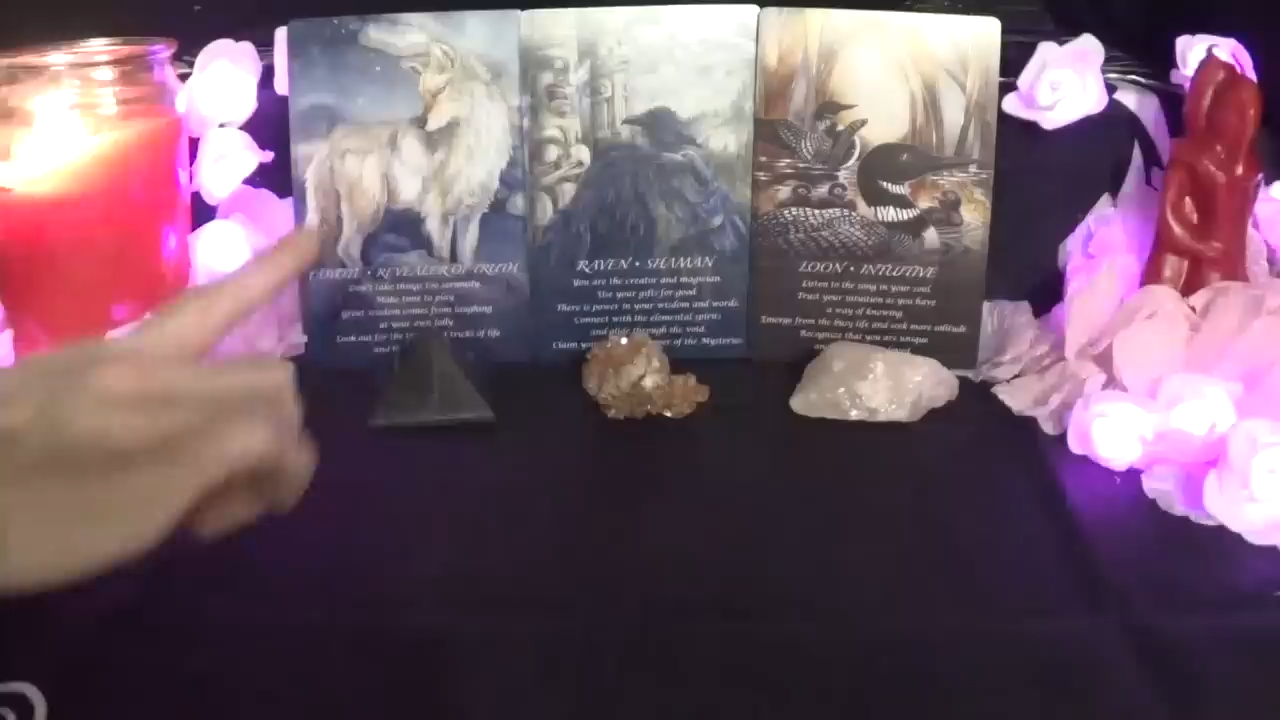 • REVEALER OF TRUTH
Don't take things too seriously
Make time to play
Great wisdom comes from laughing
at your own folly
Look out for the tricks of life
RAVEN • SHAMAN
You are the creator and magician
Use your gifts for good
There is power in your wisdom and words
Connect with the elemental spirits
and glide through the void
Claim of the Mysteries
LOON • INTUITIVE
Listen to the song in your soul
Trust your intuition as you have
a way of knowing
Emerge from the busy life and seek more solitude
Recognize that you are unique